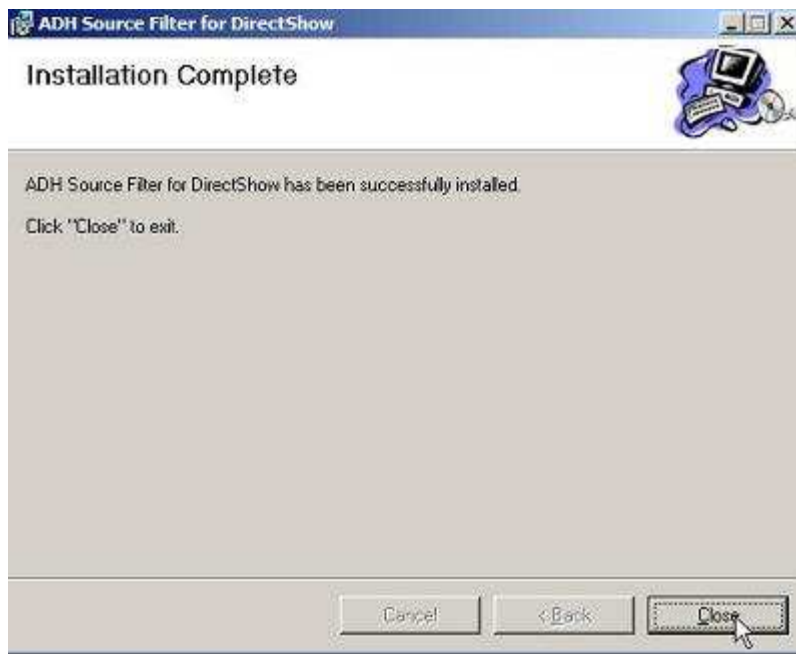 ADH Source Filter for DirectShow
Installation Complete
ADH Source Filter for DirectShow has been successfully installed.
Click "Close" to exit.
Cancel
< Back
Close